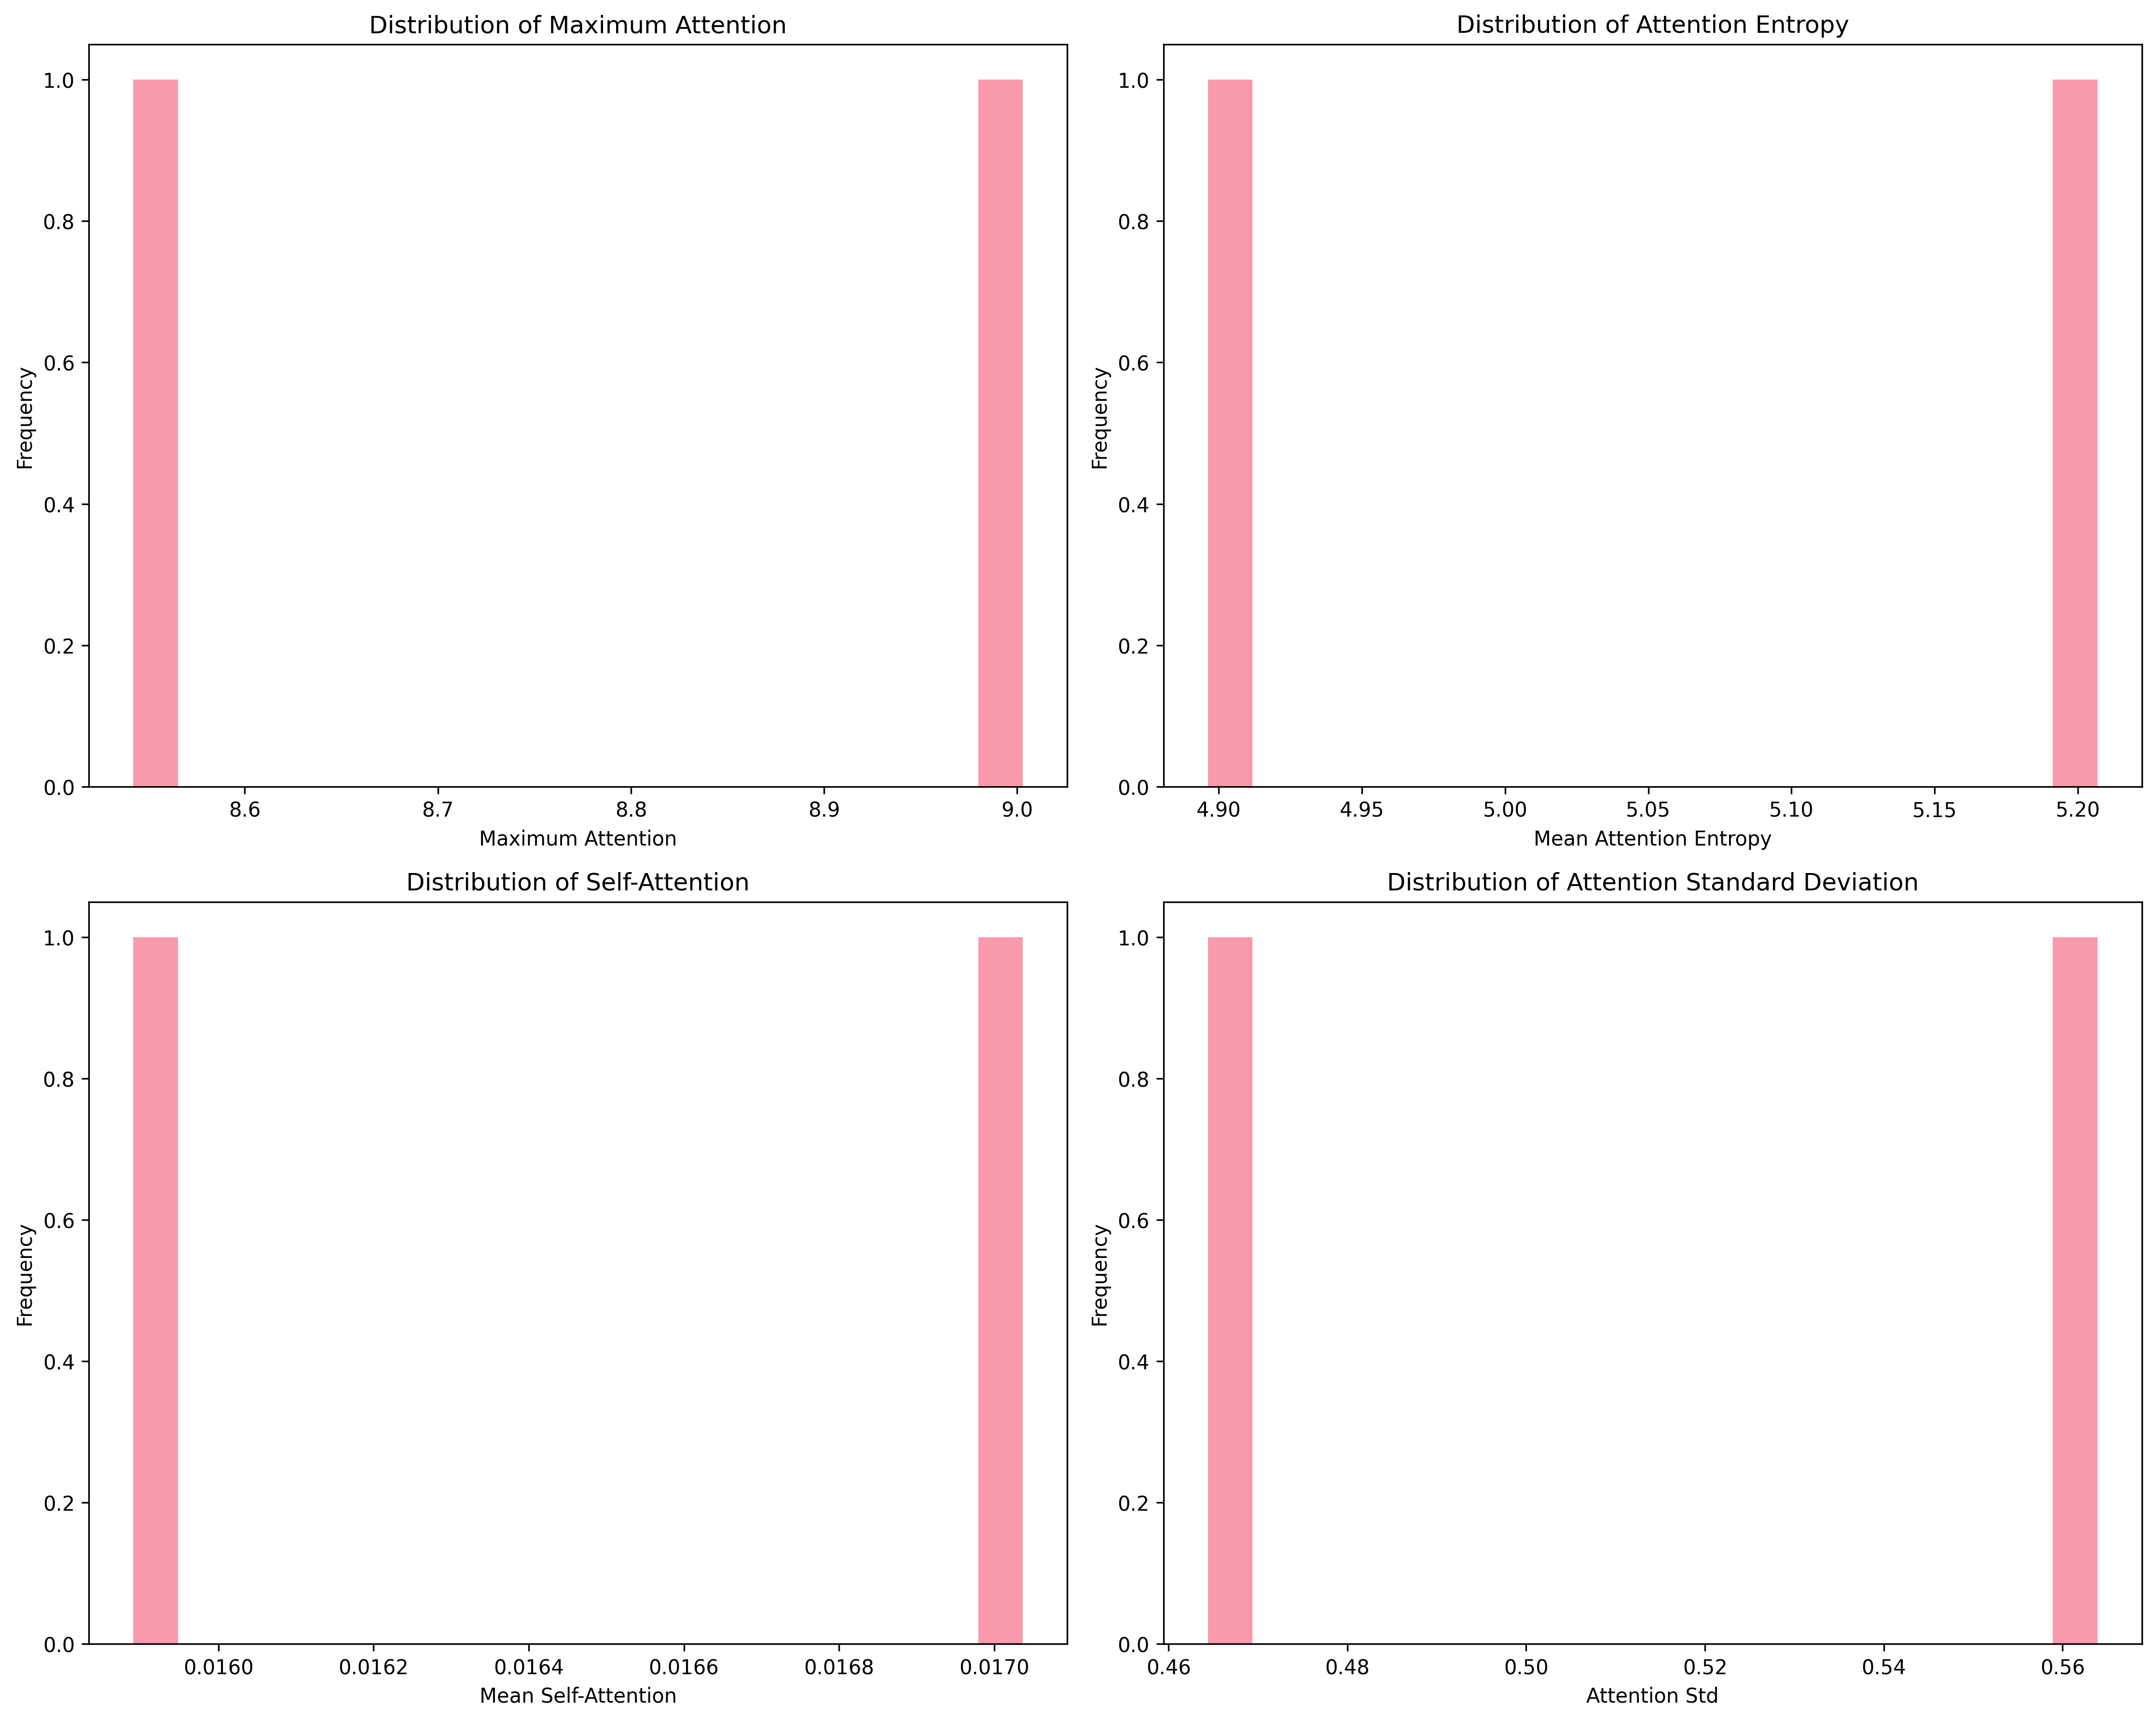 Distribution of Maximum Attention
Frequency
1.0
0.8
0.6
0.4
0.2
0.0
8.6 8.7 8.8 8.9 9.0
Maximum Attention
Distribution of Attention Entropy
Frequency
1.0
0.8
0.6
0.4
0.2
0.0
4.90 4.95 5.00 5.05 5.10 5.15 5.20
Mean Attention Entropy
Distribution of Self-Attention
Frequency
1.0
0.8
0.6
0.4
0.2
0.0
0.0160 0.0162 0.0164 0.0166 0.0168 0.0170
Mean Self-Attention
Distribution of Attention Standard Deviation
Frequency
1.0
0.8
0.6
0.4
0.2
0.0
0.46 0.48 0.50 0.52 0.54 0.56
Attention Std